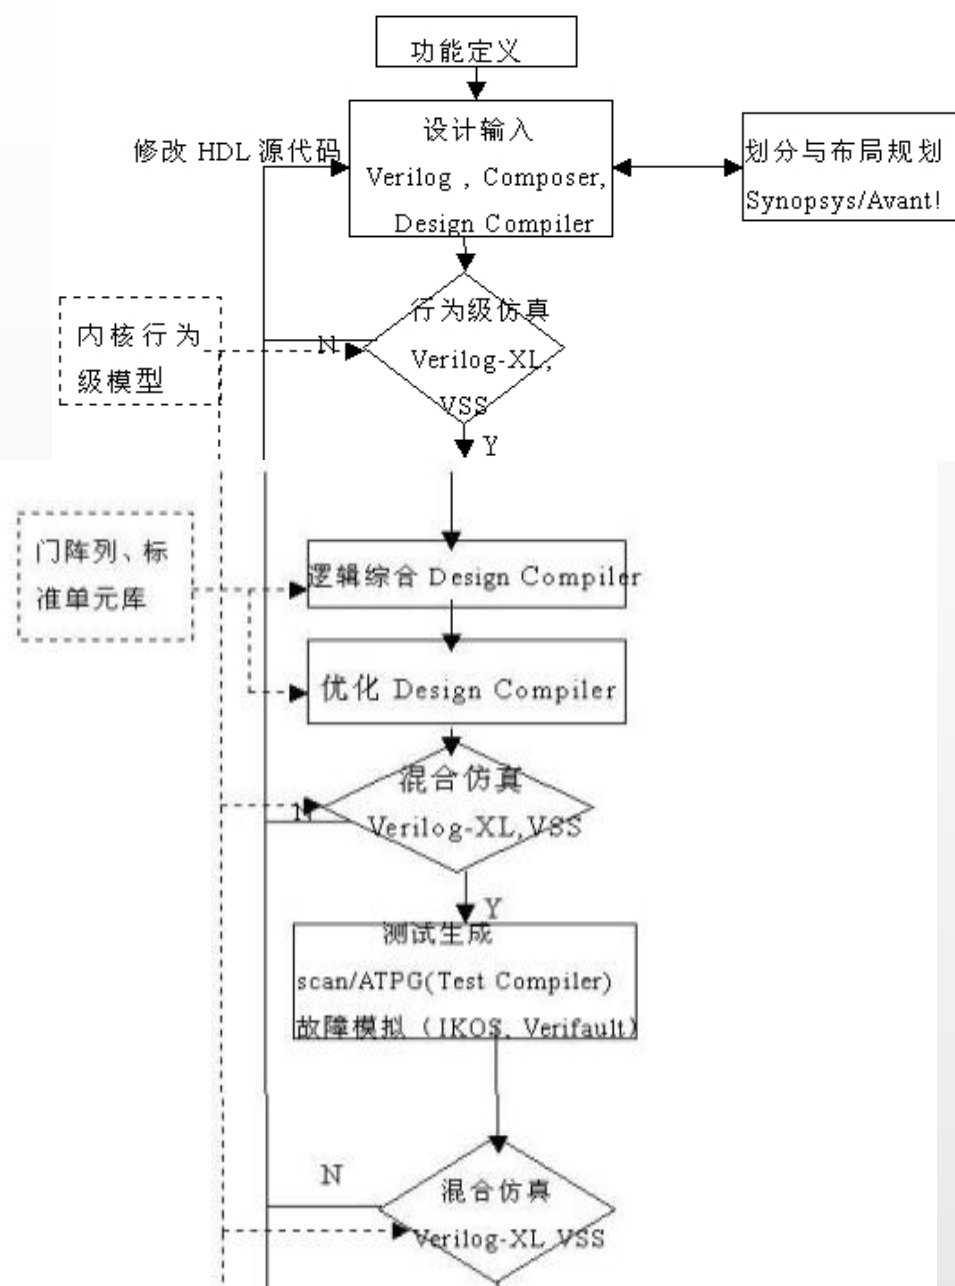 功能定义
设计输入
修改 HDL 源代码
划分与布局规划
Verilog , Composer,
Synopsys/Avant!
Design Compiler
行为级仿真
内核行为
N
Verilog-XL,
级模型
VSS
Y
门阵列、标
逻辑综合 Design Compiler
准单元库
优化 Design Compiler
混合仿真
N
Verilog-XL,VSS
Y
测试生成
scan/ATPG(Test Compiler)
故障模拟（IKOS, Verifault）
N
混合仿真
Verilog-XL VSS